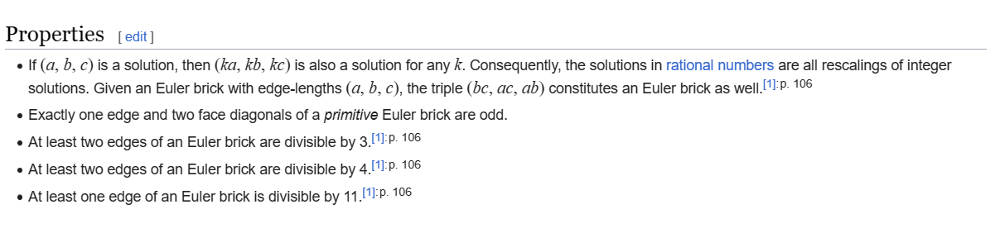 Properties [ edit ]
• If (a, b, c) is a solution, then (ka, kb, kc) is also a solution for any k. Consequently, the solutions in rational numbers are all rescalings of integer
solutions. Given an Euler brick with edge-lengths (a, b, c), the triple (bc, ac, ab) constitutes an Euler brick as well.[1]:p. 106
• Exactly one edge and two face diagonals of a primitive Euler brick are odd.
• At least two edges of an Euler brick are divisible by 3.[1]:p. 106
• At least two edges of an Euler brick are divisible by 4.[1]:p. 106
• At least one edge of an Euler brick is divisible by 11.[1]:p. 106